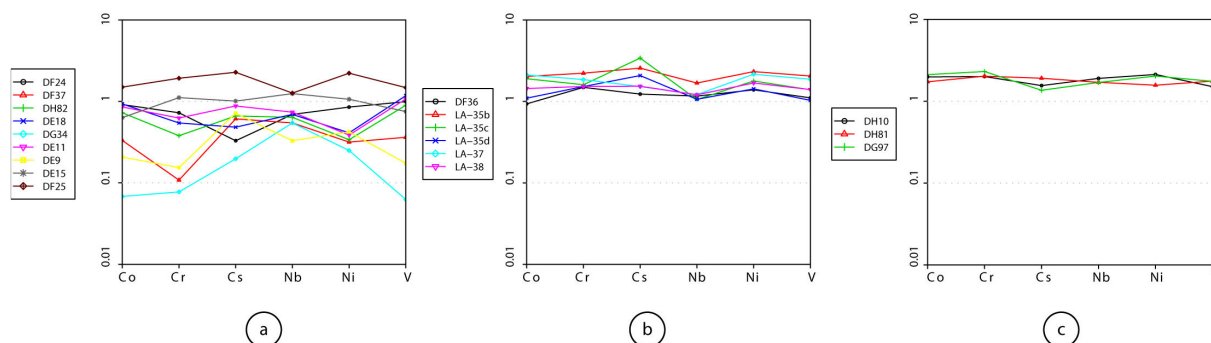 10
1
0.1
0.01
DF24
DF37
DH82
DE18
DG34
DE11
DE9
DE15
DF25
Co Cr Cs Nb Ni V
a
10
1
0.1
0.01
DF36
LA-35b
LA-35c
LA-35d
LA-37
LA-38
Co Cr Cs Nb Ni V
b
10
1
0.1
0.01
DH10
DH81
DG97
Co Cr Cs Nb Ni
c